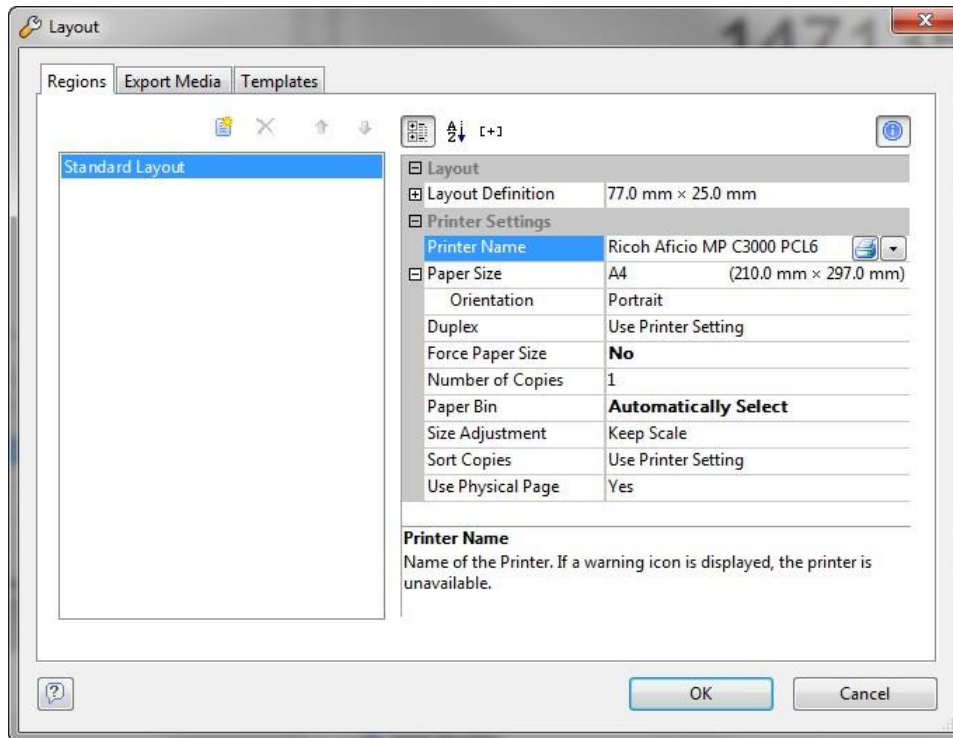 Layout
1471
Regions Export Media Templates
[+]
Standard Layout
Layout
Layout Definition 77.0 mm × 25.0 mm
Printer Settings
Printer Name Ricoh Aficio MP C3000 PCL6
Paper Size A4 (210.0 mm × 297.0 mm)
Orientation Portrait
Duplex Use Printer Setting
Force Paper Size No
Number of Copies 1
Paper Bin Automatically Select
Size Adjustment Keep Scale
Sort Copies Use Printer Setting
Use Physical Page Yes
Printer Name
Name of the Printer. If a warning icon is displayed, the printer is
unavailable.
OK Cancel